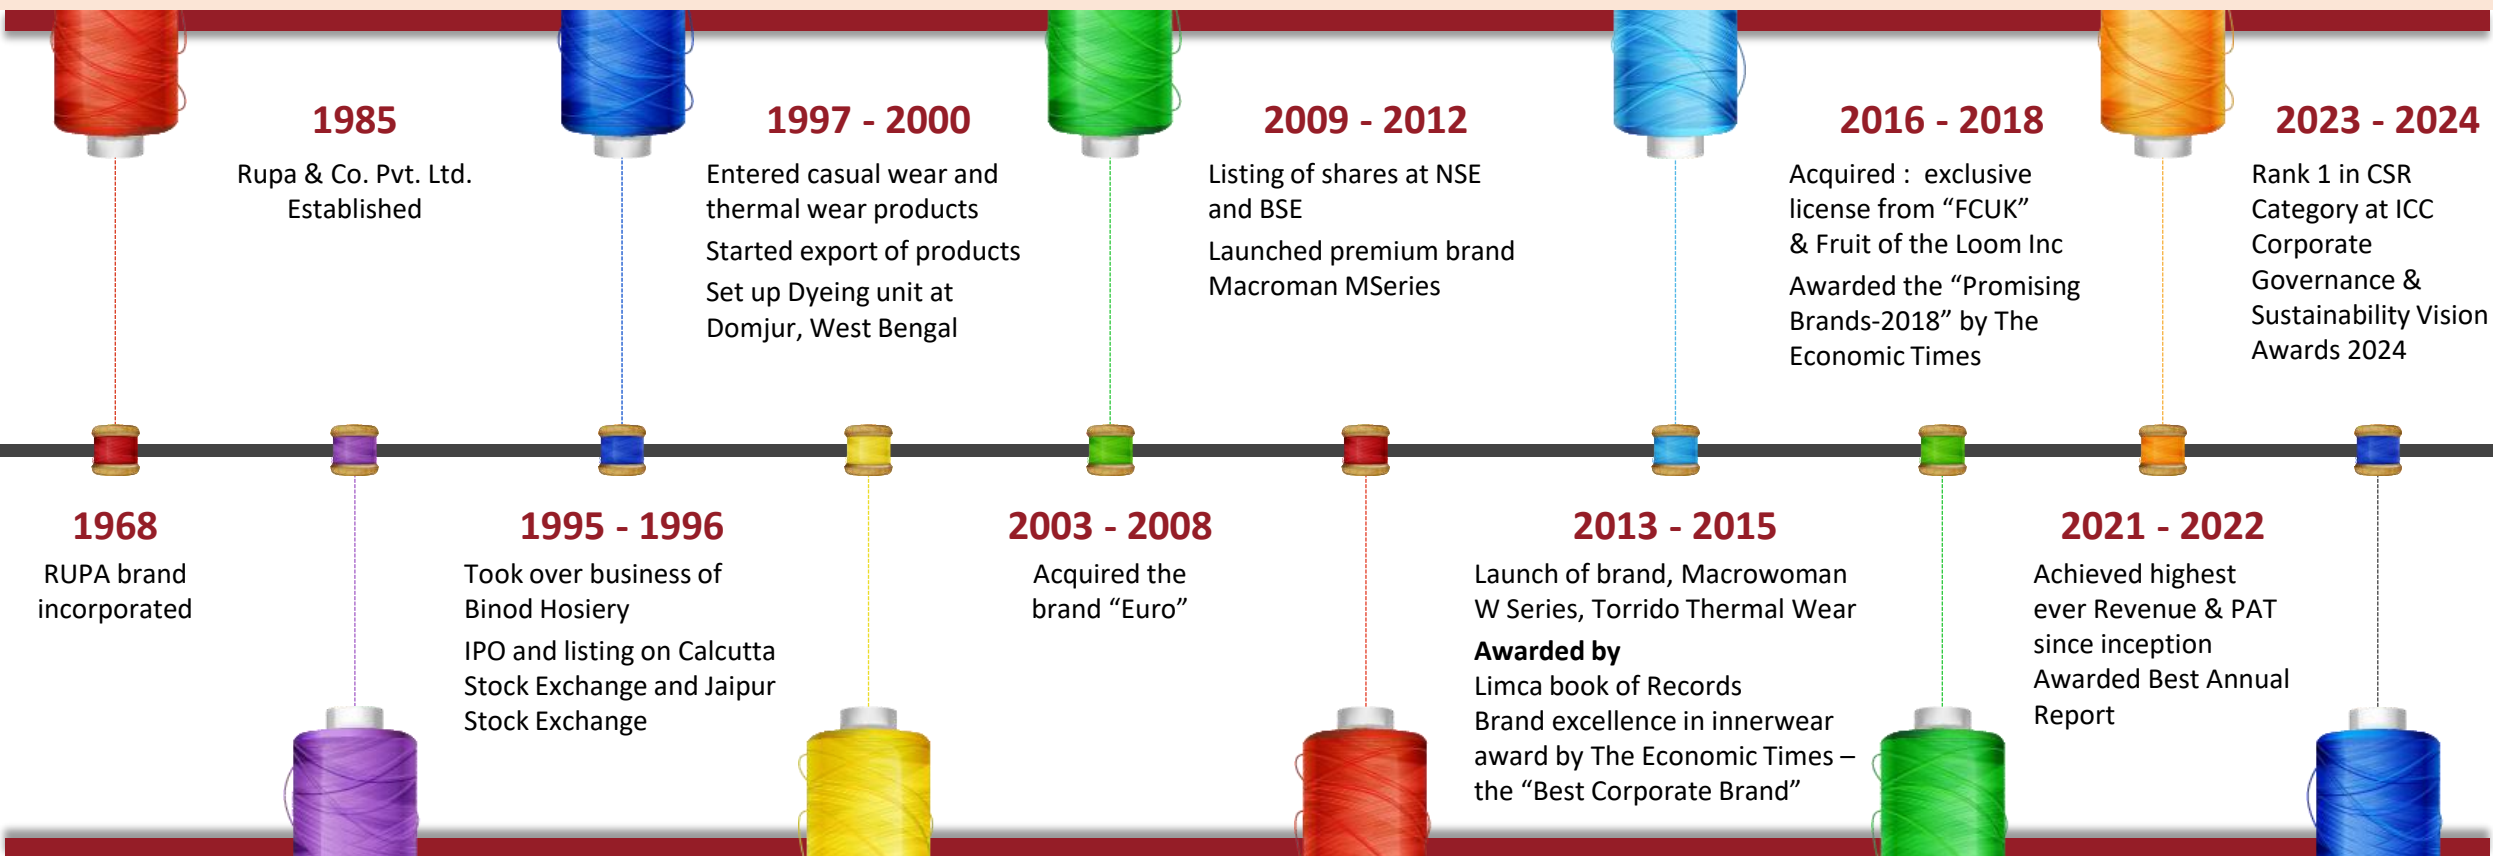 1985
Rupa & Co. Pvt. Ltd.
Established
1997 - 2000
Entered casual wear and
thermal wear products
Started export of products
Set up Dyeing unit at
Domjur, West Bengal
2009 - 2012
Listing of shares at NSE
and BSE
Launched premium brand
Macroman MSeries
2016 - 2018
Acquired : exclusive
license from “FCUK”
& Fruit of the Loom Inc
Awarded the “Promising
Brands-2018” by The
Economic Times
2023 - 2024
Rank 1 in CSR
Category at ICC
Corporate
Governance &
Sustainability Vision
Awards 2024
1968
RUPA brand
incorporated
1995 - 1996
Took over business of
Binod Hosiery
IPO and listing on Calcutta
Stock Exchange and Jaipur
Stock Exchange
2003 - 2008
Acquired the
brand “Euro”
2013 - 2015
Launch of brand, Macrowoman
W Series, Torrido Thermal Wear
Awarded by
Limca book of Records
Brand excellence in innerwear
award by The Economic Times –
the “Best Corporate Brand”
2021 - 2022
Achieved highest
ever Revenue & PAT
since inception
Awarded Best Annual
Report